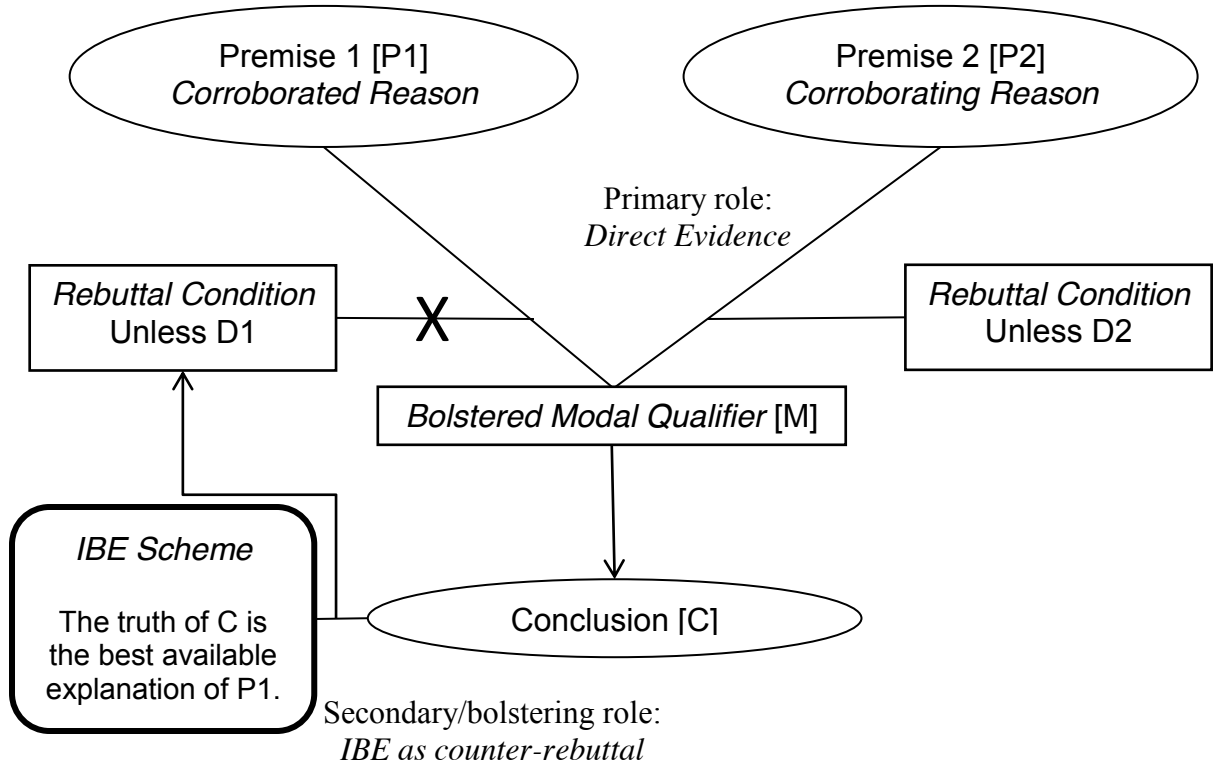 Premise 1 [P1]
Corroborated Reason
Premise 2 [P2]
Corroborating Reason
Primary role:
Direct Evidence
Rebuttal Condition
Unless D1
X
Rebuttal Condition
Unless D2
Bolstered Modal Qualifier [M]
IBE Scheme
The truth of C is
the best available
explanation of P1.
Conclusion [C]
Secondary/bolstering role:
IBE as counter-rebuttal